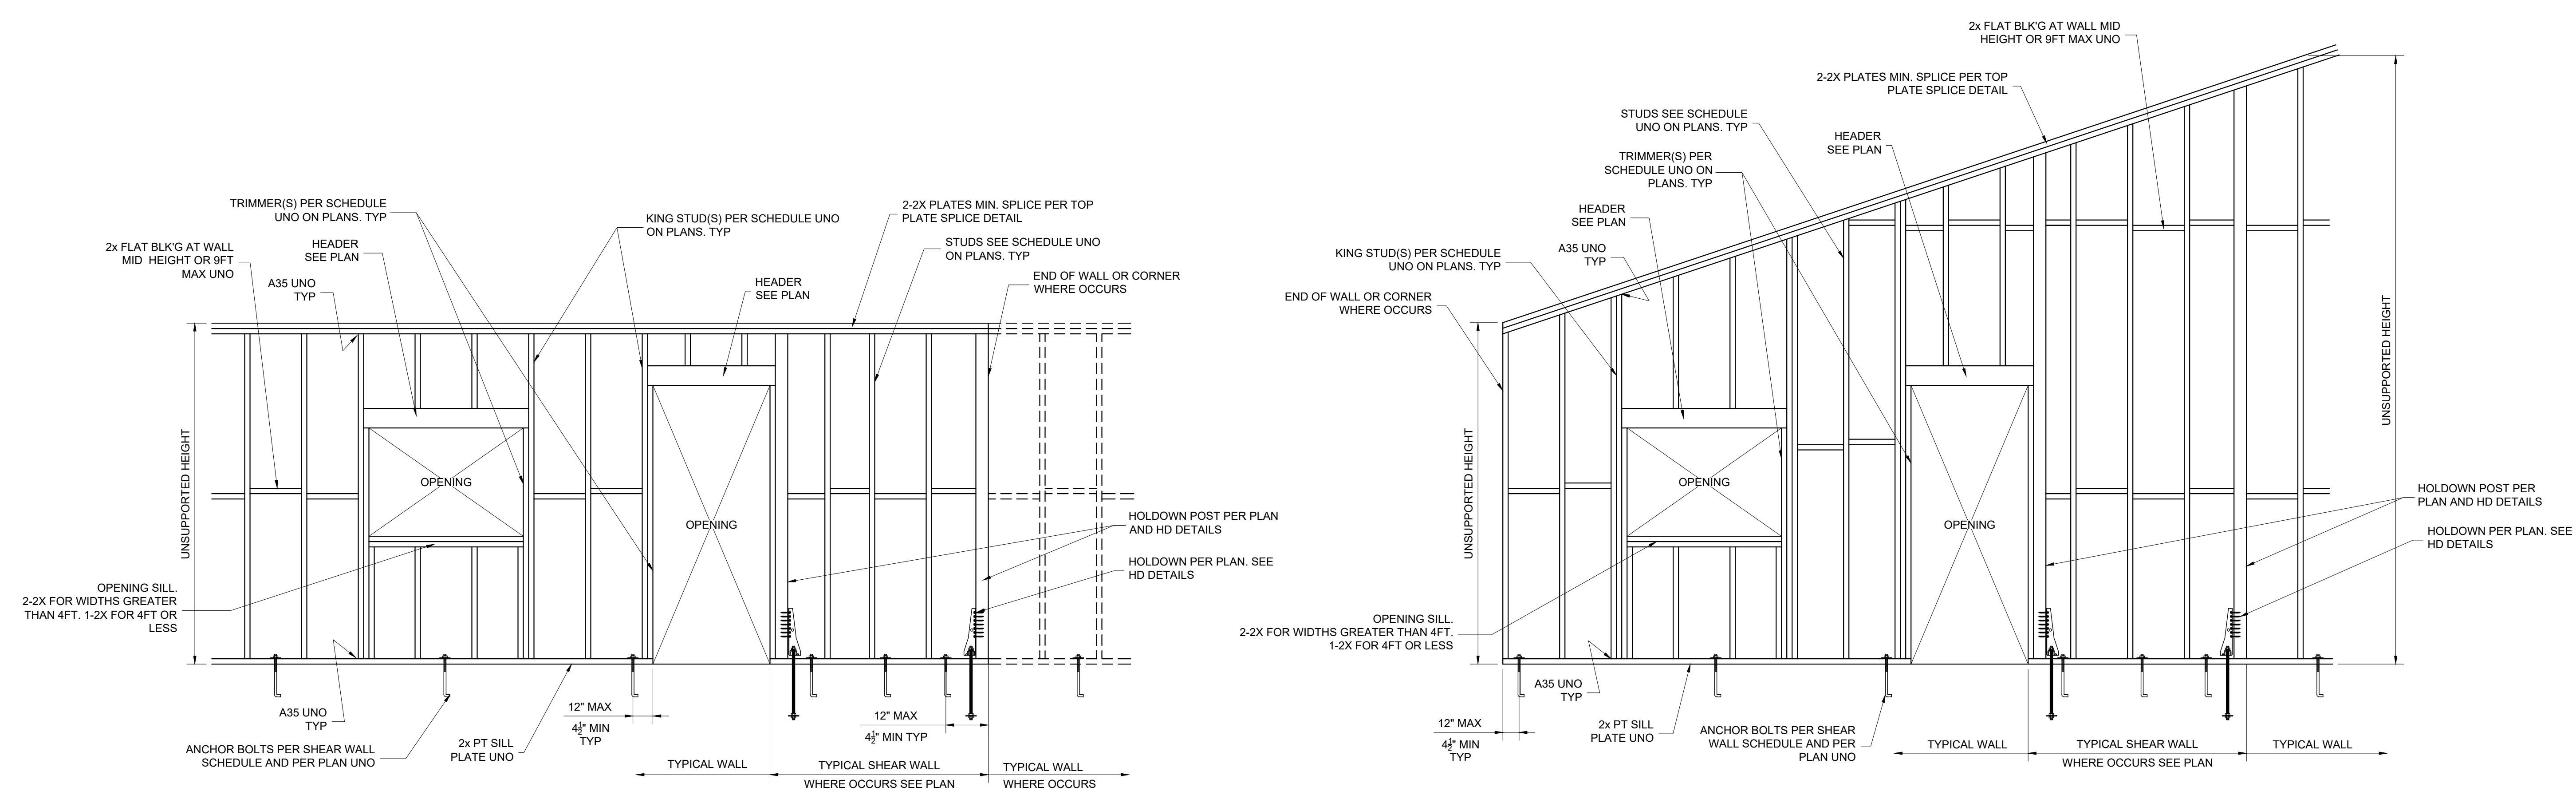 TRIMMER(S) PER SCHEDULE
UNO ON PLANS. TYP
2x FLAT BLK'G AT WALL
MID HEIGHT OR 9FT
MAX UNO
HEADER
SEE PLAN
A35 UNO
TYP
KING STUD(S) PER SCHEDULE UNO
ON PLANS. TYP
HEADER
SEE PLAN
2-2X PLATES MIN. SPLICE PER TOP
PLATE SPLICE DETAIL
STUDS SEE SCHEDULE UNO
ON PLANS. TYP
END OF WALL OR CORNER
WHERE OCCURS
UNSUPPORTED HEIGHT
OPENING
OPENING
HOLDOWN POST PER PLAN
AND HD DETAILS
HOLDOWN PER PLAN. SEE
HD DETAILS
OPENING SILL.
2-2X FOR WIDTHS GREATER
THAN 4FT. 1-2X FOR 4FT OR
LESS
A35 UNO
TYP
ANCHOR BOLTS PER SHEAR WALL
SCHEDULE AND PER PLAN UNO
2x PT SILL
PLATE UNO
12" MAX
4½" MIN
TYP
12" MAX
4½" MIN TYP
TYPICAL WALL
TYPICAL SHEAR WALL
WHERE OCCURS SEE PLAN
TYPICAL WALL
WHERE OCCURS
2x FLAT BLK'G AT WALL MID
HEIGHT OR 9FT MAX UNO
2-2X PLATES MIN. SPLICE PER TOP
PLATE SPLICE DETAIL
STUDS SEE SCHEDULE
UNO ON PLANS. TYP
HEADER
SEE PLAN
TRIMMER(S) PER
SCHEDULE UNO ON
PLANS. TYP
HEADER
SEE PLAN
KING STUD(S) PER SCHEDULE
UNO ON PLANS. TYP
A35 UNO
TYP
END OF WALL OR CORNER
WHERE OCCURS
UNSUPPORTED HEIGHT
UNSUPPORTED HEIGHT
OPENING
OPENING
HOLDOWN POST PER
PLAN AND HD DETAILS
HOLDOWN PER PLAN. SEE
HD DETAILS
OPENING SILL.
2-2X FOR WIDTHS GREATER THAN 4FT.
1-2X FOR 4FT OR LESS
A35 UNO
TYP
12" MAX
4½" MIN
TYP
2x PT SILL
PLATE UNO
ANCHOR BOLTS PER SHEAR
WALL SCHEDULE AND PER
PLAN UNO
TYPICAL WALL
TYPICAL SHEAR WALL
WHERE OCCURS SEE PLAN
TYPICAL WALL